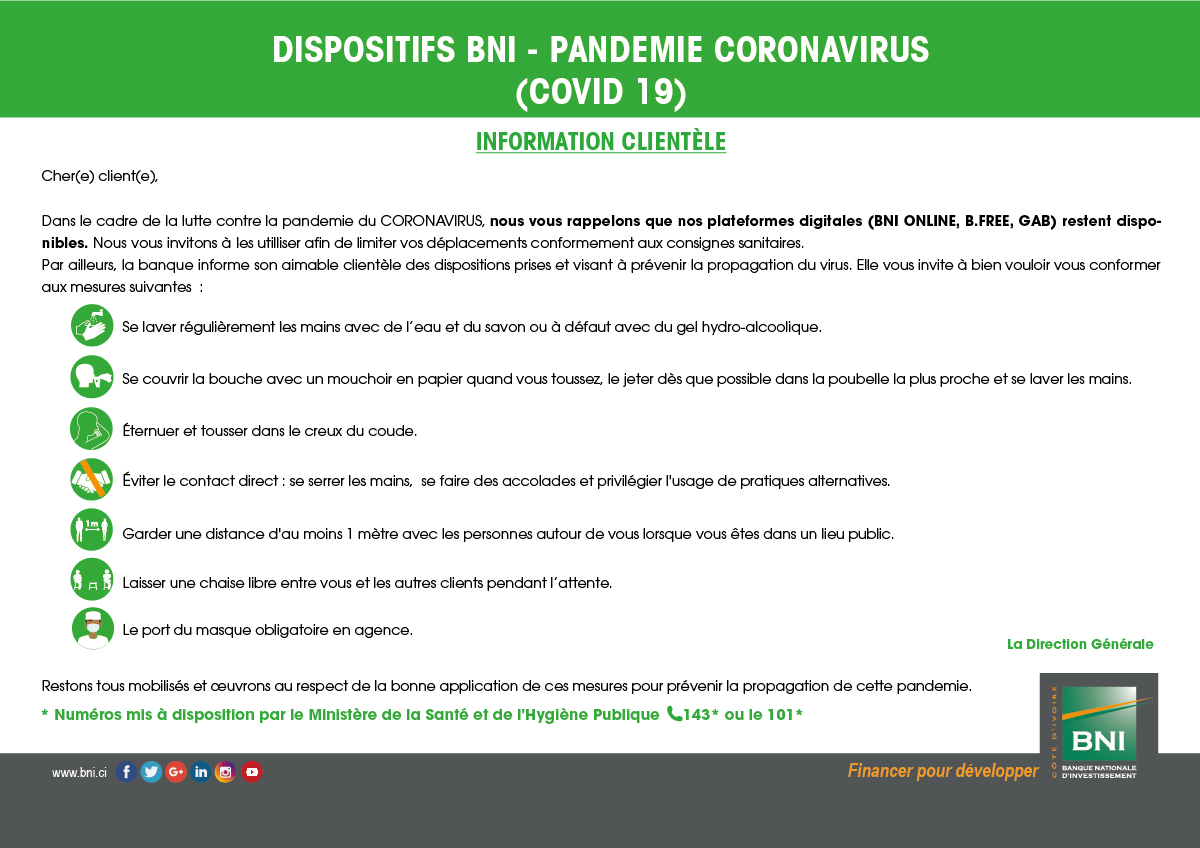 DISPOSITIFS BNI - PANDEMIE CORONAVIRUS
(COVID 19)
INFORMATION CLIENTÈLE
Cher(e) client(e),
Dans le cadre de la lutte contre la pandemie du CORONAVIRUS, nous vous rappelons que nos plateformes digitales (BNI ONLINE, B.FREE, GAB) restent dispo-
nibles. Nous vous invitons à les utilliser afin de limiter vos déplacements conformement aux consignes sanitaires.
Par ailleurs, la banque informe son aimable clientèle des dispositions prises et visant à prévenir la propagation du virus. Elle vous invite à bien vouloir vous conformer
aux mesures suivantes :
Se laver régulièrement les mains avec de l’eau et du savon ou à défaut avec du gel hydro-alcoolique.
Se couvrir la bouche avec un mouchoir en papier quand vous toussez, le jeter dès que possible dans la poubelle la plus proche et se laver les mains.
Éternuer et tousser dans le creux du coude.
Éviter le contact direct : se serrer les mains, se faire des accolades et privilégier l'usage de pratiques alternatives.
1m
Garder une distance d'au moins 1 mètre avec les personnes autour de vous lorsque vous êtes dans un lieu public.
Laisser une chaise libre entre vous et les autres clients pendant l’attente.
Le port du masque obligatoire en agence.
La Direction Générale
Restons tous mobilisés et œuvrons au respect de la bonne application de ces mesures pour prévenir la propagation de cette pandemie.
* Numéros mis à disposition par le Ministère de la Santé et de l'Hygiène Publique 143* ou le 101*
www.bni.ci
Financer pour développer
CÔTE D'IVOIRE
BNI
BANQUE NATIONALE
D'INVESTISSEMENT